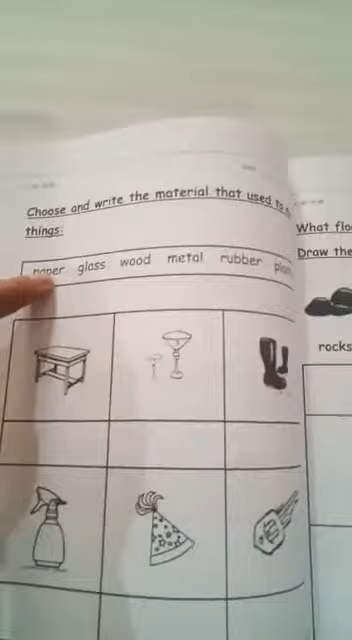 Choose and write the material that used to
things:
paper glass wood metal rubber
What flo
Draw the
rocks